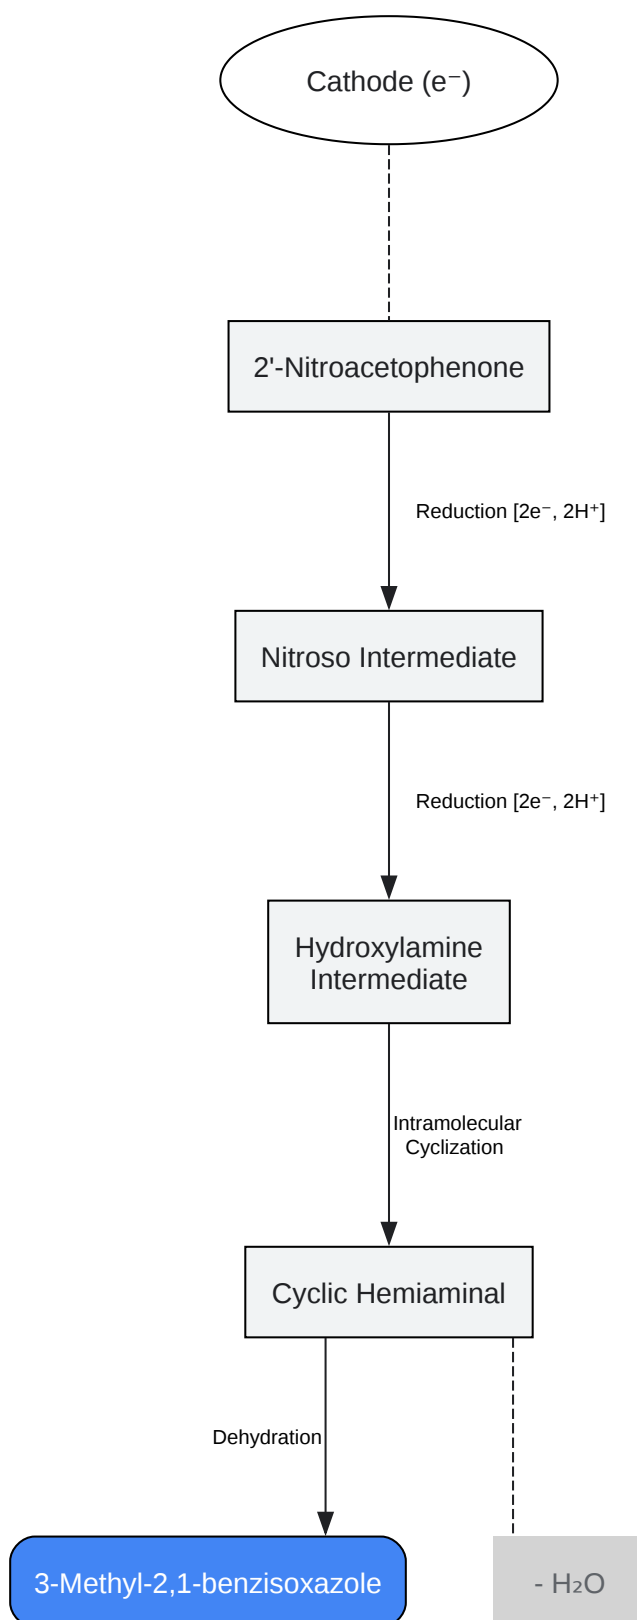 Cathode (e⁻)
2'-Nitroacetophenone
Reduction [2e⁻, 2H⁺]
Nitroso Intermediate
Reduction [2e⁻, 2H⁺]
Hydroxylamine
Intermediate
Intramolecular
Cyclization
Cyclic Hemiaminal
Dehydration
3-Methyl-2,1-benzisoxazole
- H₂O